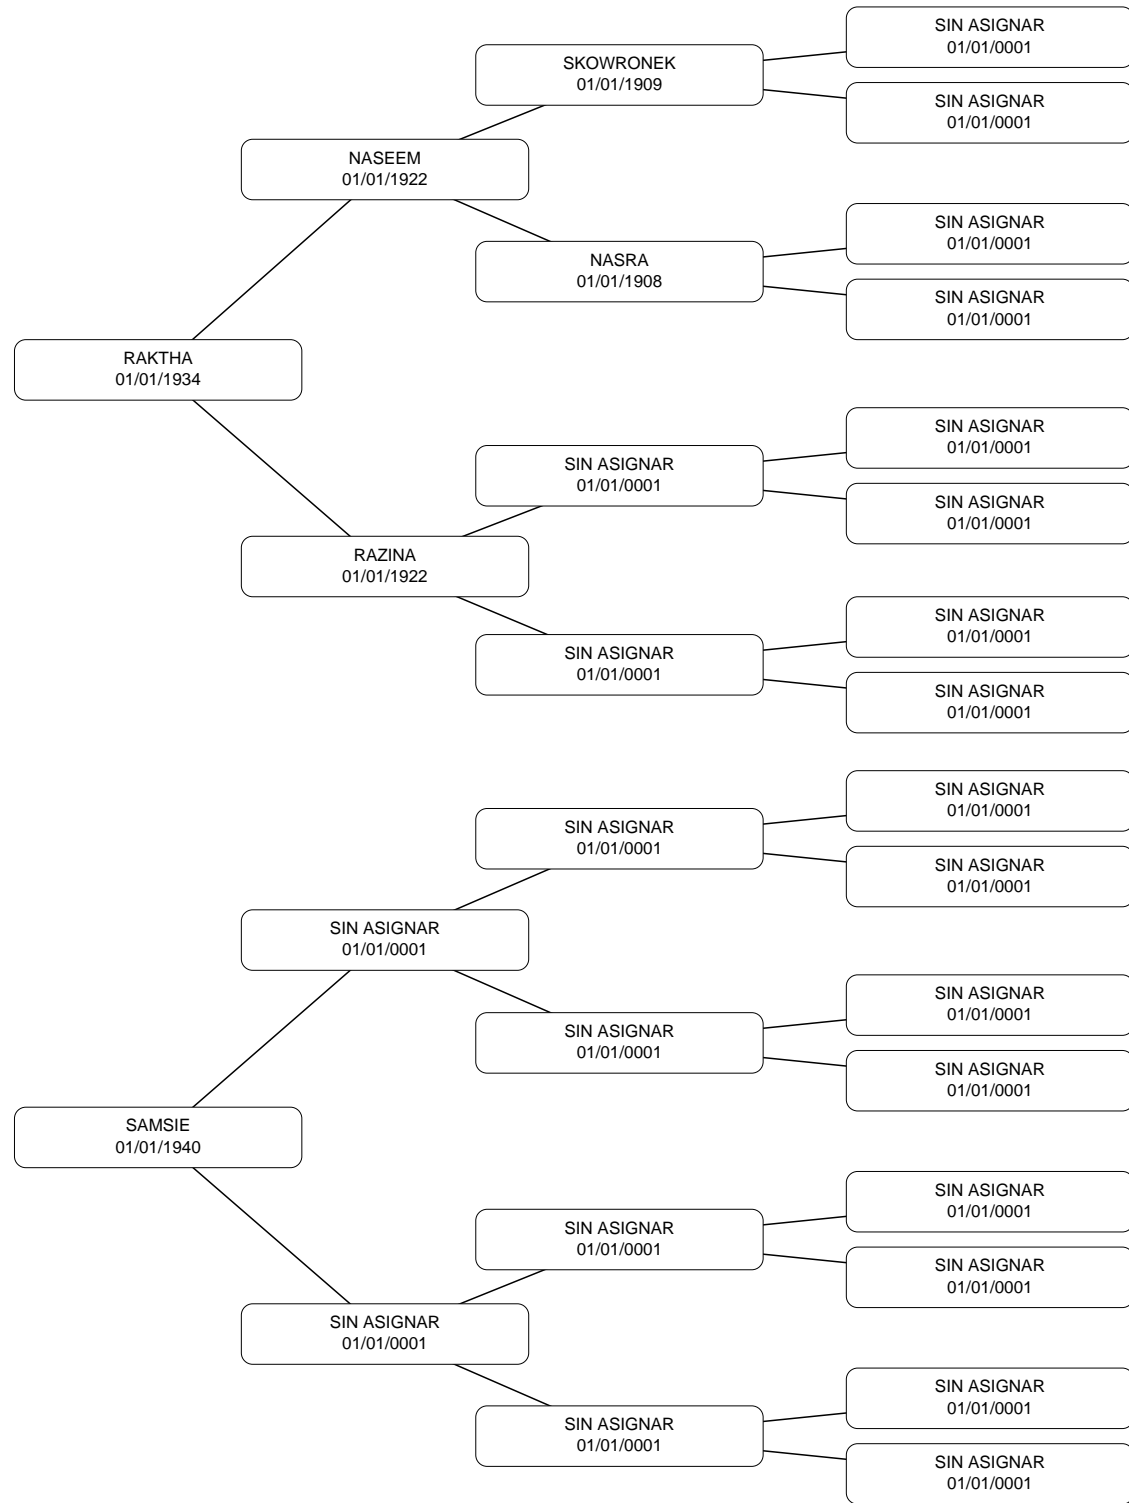 SIN ASIGNAR
01/01/0001
SKOWRONEK
01/01/1909
SIN ASIGNAR
01/01/0001
NASEEM
01/01/1922
SIN ASIGNAR
01/01/0001
NASRA
01/01/1908
SIN ASIGNAR
01/01/0001
RAKTHA
01/01/1934
SIN ASIGNAR
01/01/0001
SIN ASIGNAR
01/01/0001
SIN ASIGNAR
01/01/0001
RAZINA
01/01/1922
SIN ASIGNAR
01/01/0001
SIN ASIGNAR
01/01/0001
SIN ASIGNAR
01/01/0001
SIN ASIGNAR
01/01/0001
SIN ASIGNAR
01/01/0001
SIN ASIGNAR
01/01/0001
SIN ASIGNAR
01/01/0001
SIN ASIGNAR
01/01/0001
SIN ASIGNAR
01/01/0001
SIN ASIGNAR
01/01/0001
SAMSIE
01/01/1940
SIN ASIGNAR
01/01/0001
SIN ASIGNAR
01/01/0001
SIN ASIGNAR
01/01/0001
SIN ASIGNAR
01/01/0001
SIN ASIGNAR
01/01/0001
SIN ASIGNAR
01/01/0001
SIN ASIGNAR
01/01/0001